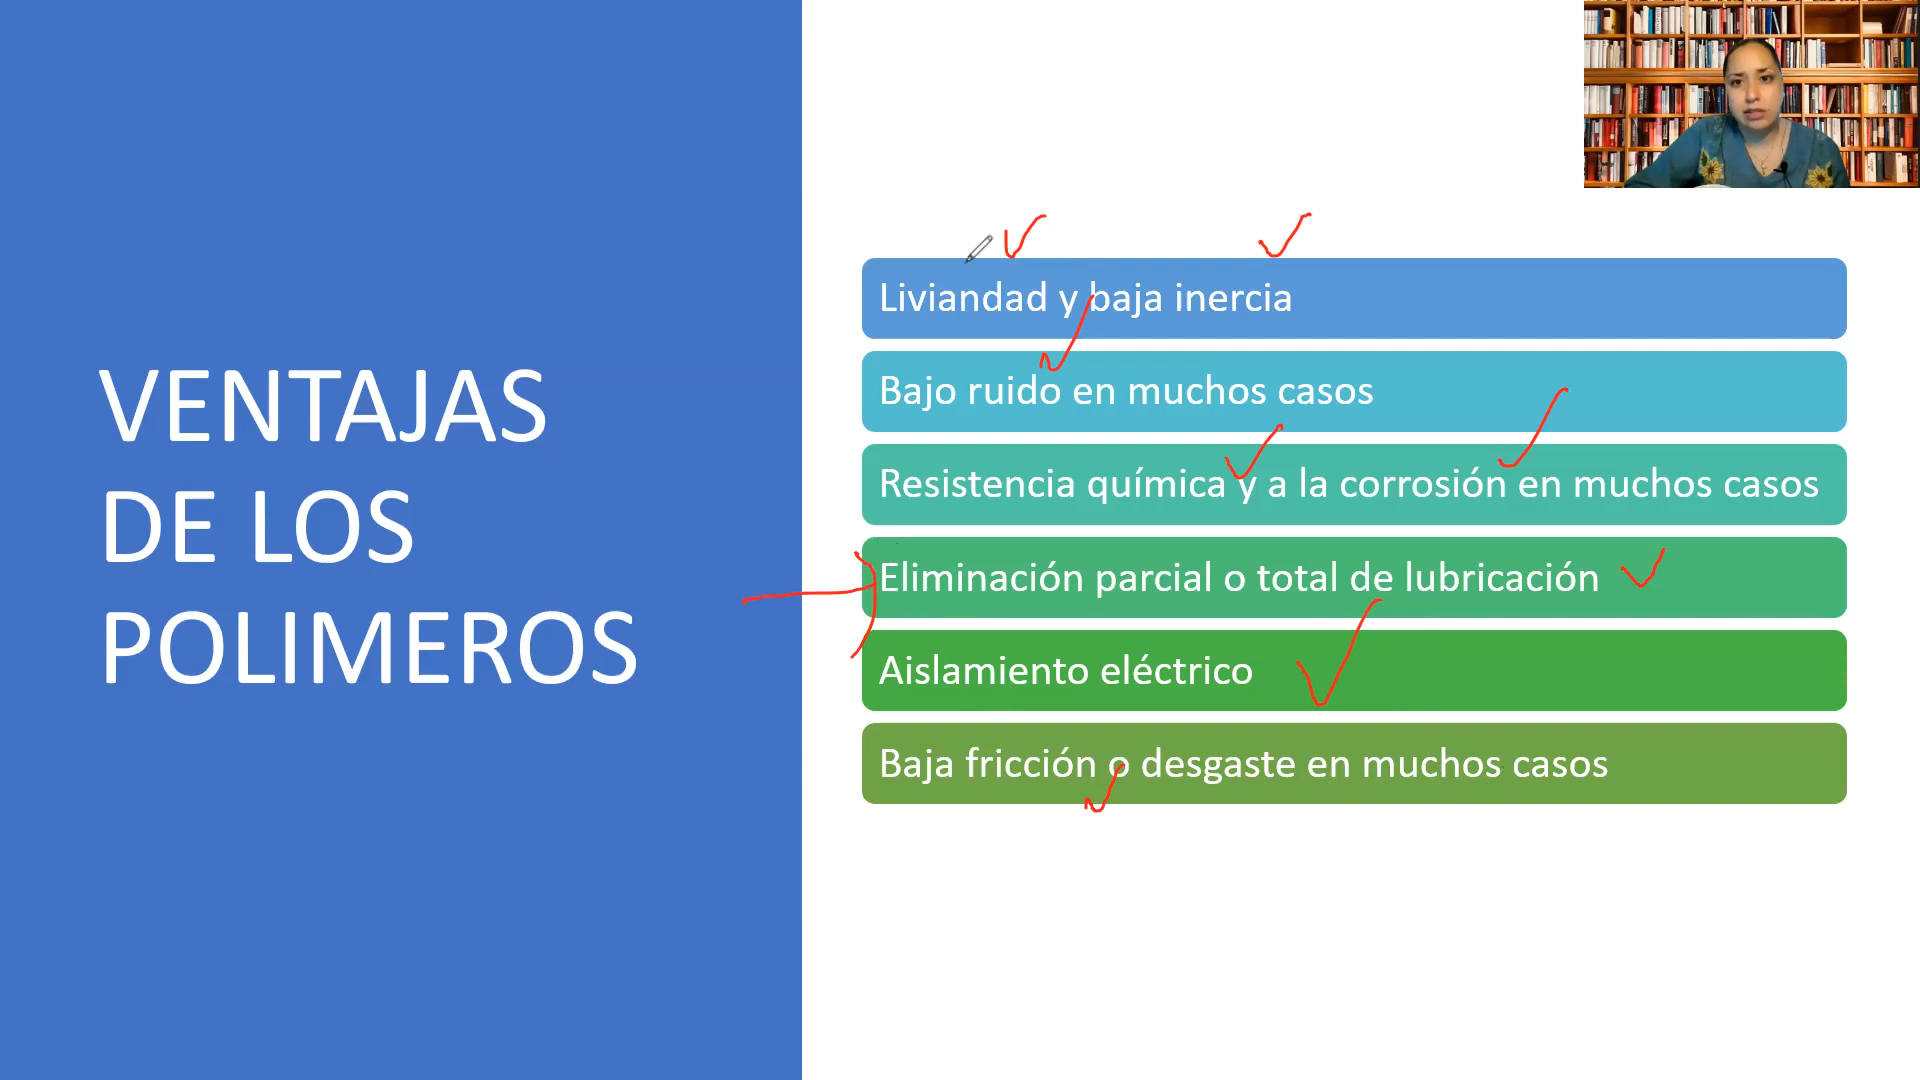 VENTAJAS
DE LOS
POLIMEROS
Liviandad y baja inercia
Bajo ruido en muchos casos
Resistencia química y a la corrosión en muchos casos
Eliminación parcial o total de lubricación
Aislamiento eléctrico
Baja fricción o desgaste en muchos casos